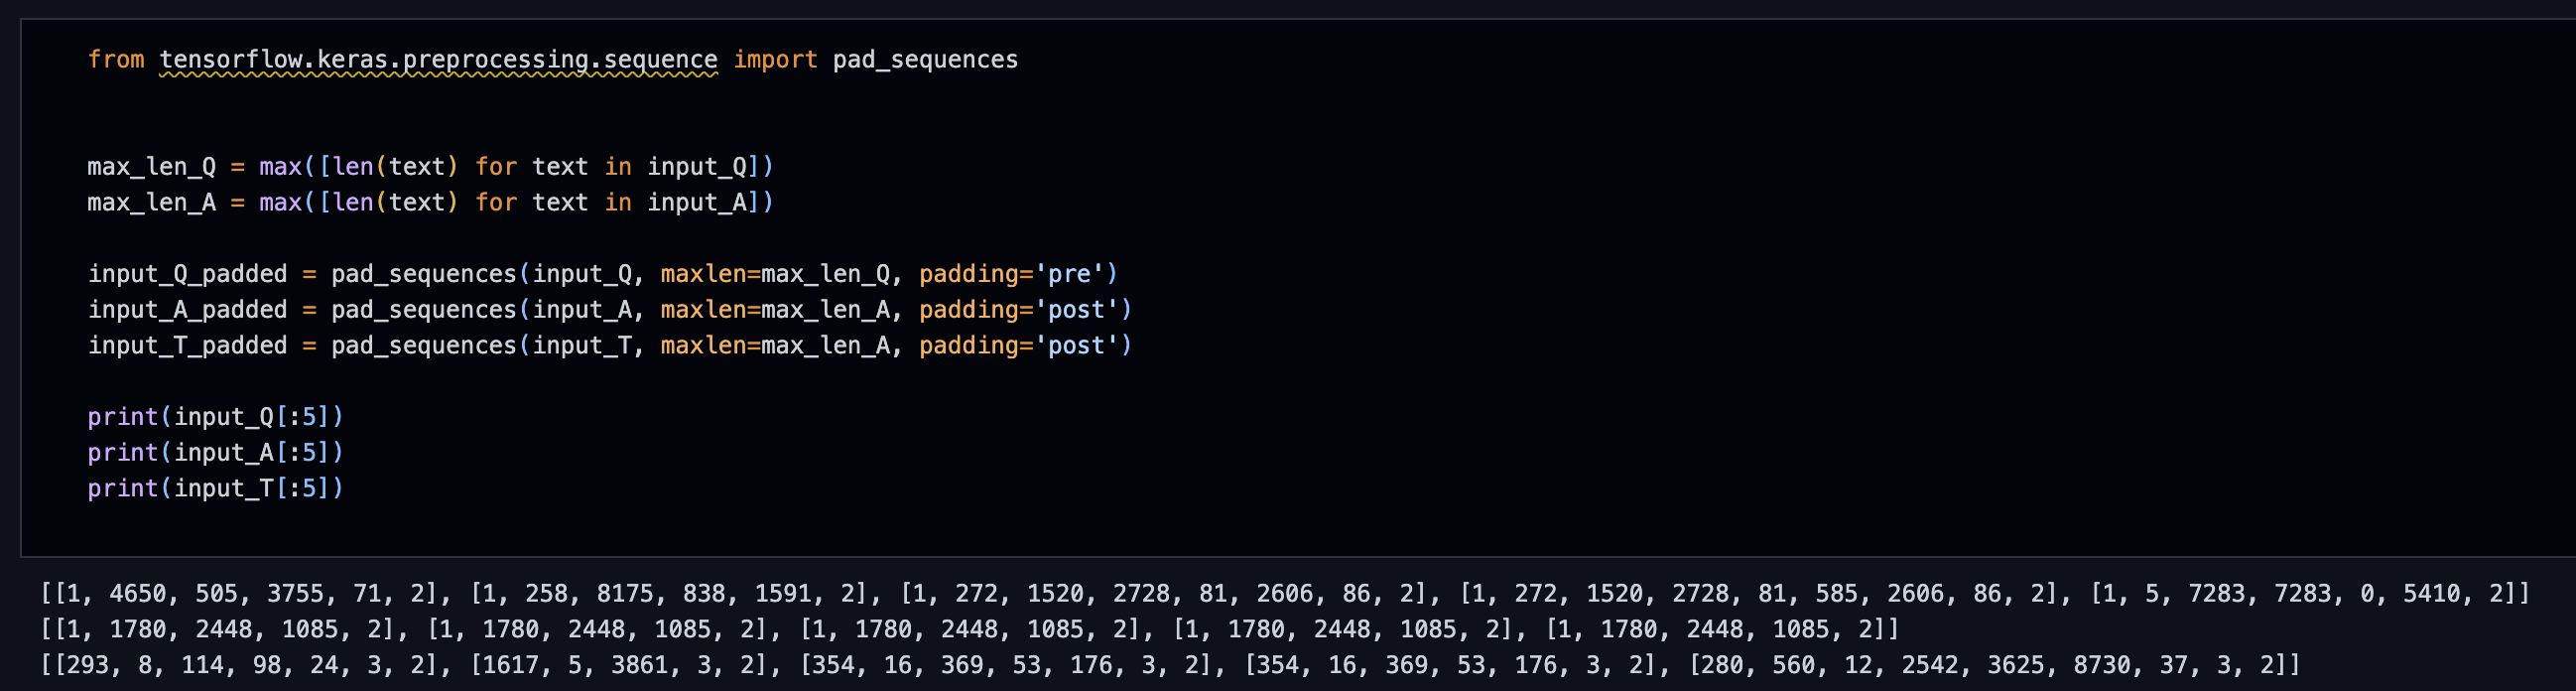 from tensorflow.keras.preprocessing.sequence import pad_sequences
max_len_Q = max([len(text) for text in input_Q])
max_len_A = max([len(text) for text in input_A])
input_Q_padded = pad_sequences(input_Q, maxlen=max_len_Q, padding='pre')
input_A_padded = pad_sequences(input_A, maxlen=max_len_A, padding='post')
input_T_padded = pad_sequences(input_T, maxlen=max_len_A, padding='post')
print(input_Q[:5])
print(input_A[:5])
print(input_T[:5])
[[1, 4650, 505, 3755, 71, 2], [1, 258, 8175, 838, 1591, 2], [1, 272, 1520, 2728, 81, 2606, 86, 2], [1, 272, 1520, 2728, 81, 585, 2606, 86, 2], [1, 5, 7283, 7283, 0, 5410, 2]]
[[1, 1780, 2448, 1085, 2], [1, 1780, 2448, 1085, 2], [1, 1780, 2448, 1085, 2], [1, 1780, 2448, 1085, 2], [1, 1780, 2448, 1085, 2]]
[[293, 8, 114, 98, 24, 3, 2], [1617, 5, 3861, 3, 2], [354, 16, 369, 53, 176, 3, 2], [354, 16, 369, 53, 176, 3, 2], [280, 560, 12, 2542, 3625, 8730, 37, 3, 2]]